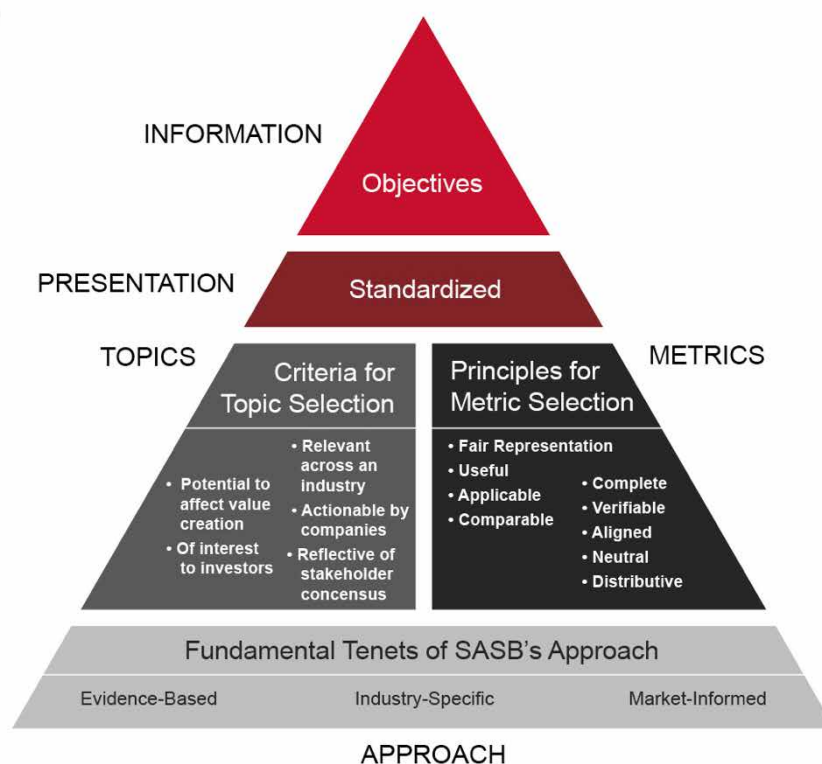 INFORMATION
Objectives
PRESENTATION
Standardized
TOPICS
METRICS
Criteria for
Topic Selection
• Potential to
affect value
creation
• Of interest
to investors
• Relevant
across an
industry
• Actionable by
companies
• Reflective of
stakeholder
concensus
Principles for
Metric Selection
• Fair Representation
• Useful
• Applicable
• Comparable
• Complete
• Verifiable
• Aligned
• Neutral
• Distributive
Fundamental Tenets of SASB's Approach
Evidence-Based
Industry-Specific
Market-Informed
APPROACH